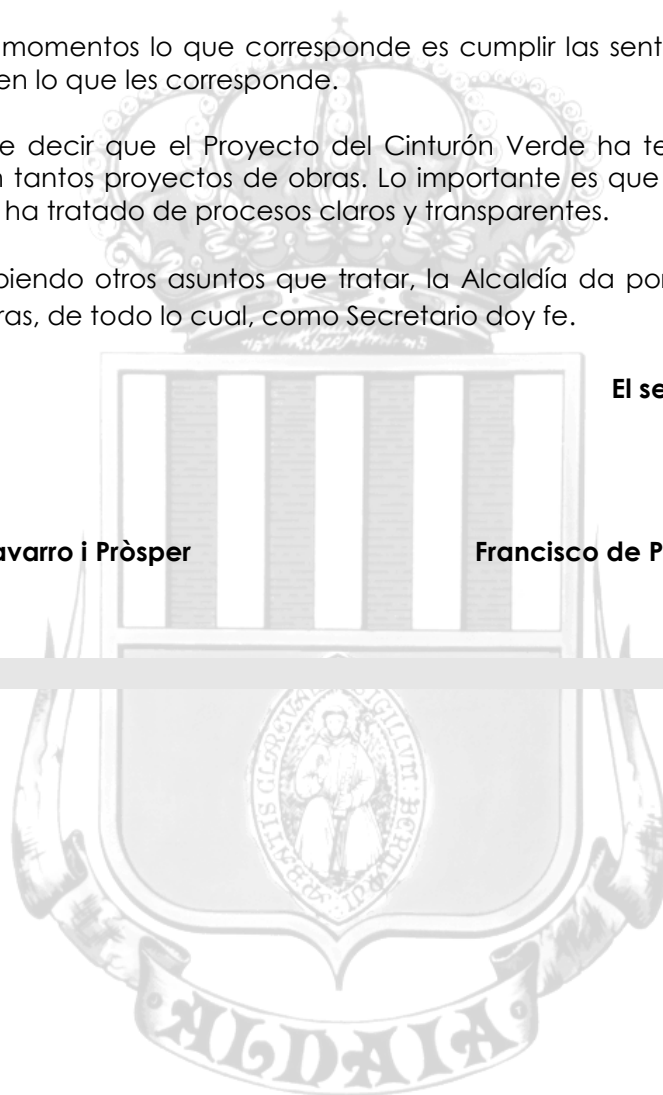 momentos lo que corresponde es cumplir las sent
en lo que les corresponde.
e decir que el Proyecto del Cinturón Verde ha te
tantos proyectos de obras. Lo importante es que
ha tratado de procesos claros y transparentes.
biendo otros asuntos que tratar, la Alcaldía da por
ras, de todo lo cual, como Secretario doy fe.
El se
avarro i Pròsper Francisco de P
SIGILLUM
ALDAIA